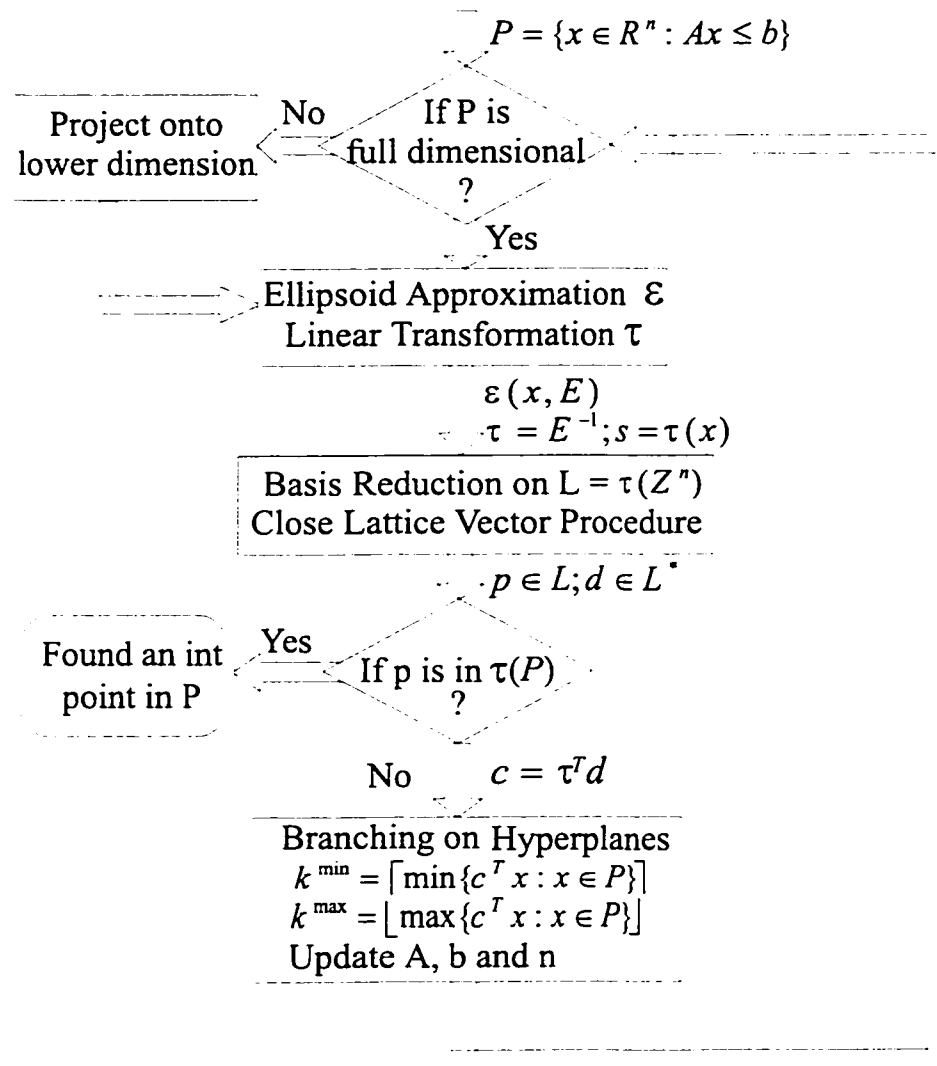 P = {x ∈ R^n : Ax ≤ b}
No
If P is
full dimensional
?
Project onto
lower dimension
Yes
Ellipsoid Approximation ε
Linear Transformation τ
ε(x, E)
τ = E^{-1}; s = τ(x)
Basis Reduction on L = τ(Z^n)
Close Lattice Vector Procedure
p ∈ L; d ∈ L^*
Yes
If p is in τ(P)
?
Found an int
point in P
No
c = τ^T d
Branching on Hyperplanes
k^min = ⌈min{c^T x : x ∈ P}⌉
k^max = ⌊max{c^T x : x ∈ P}⌋
Update A, b and n